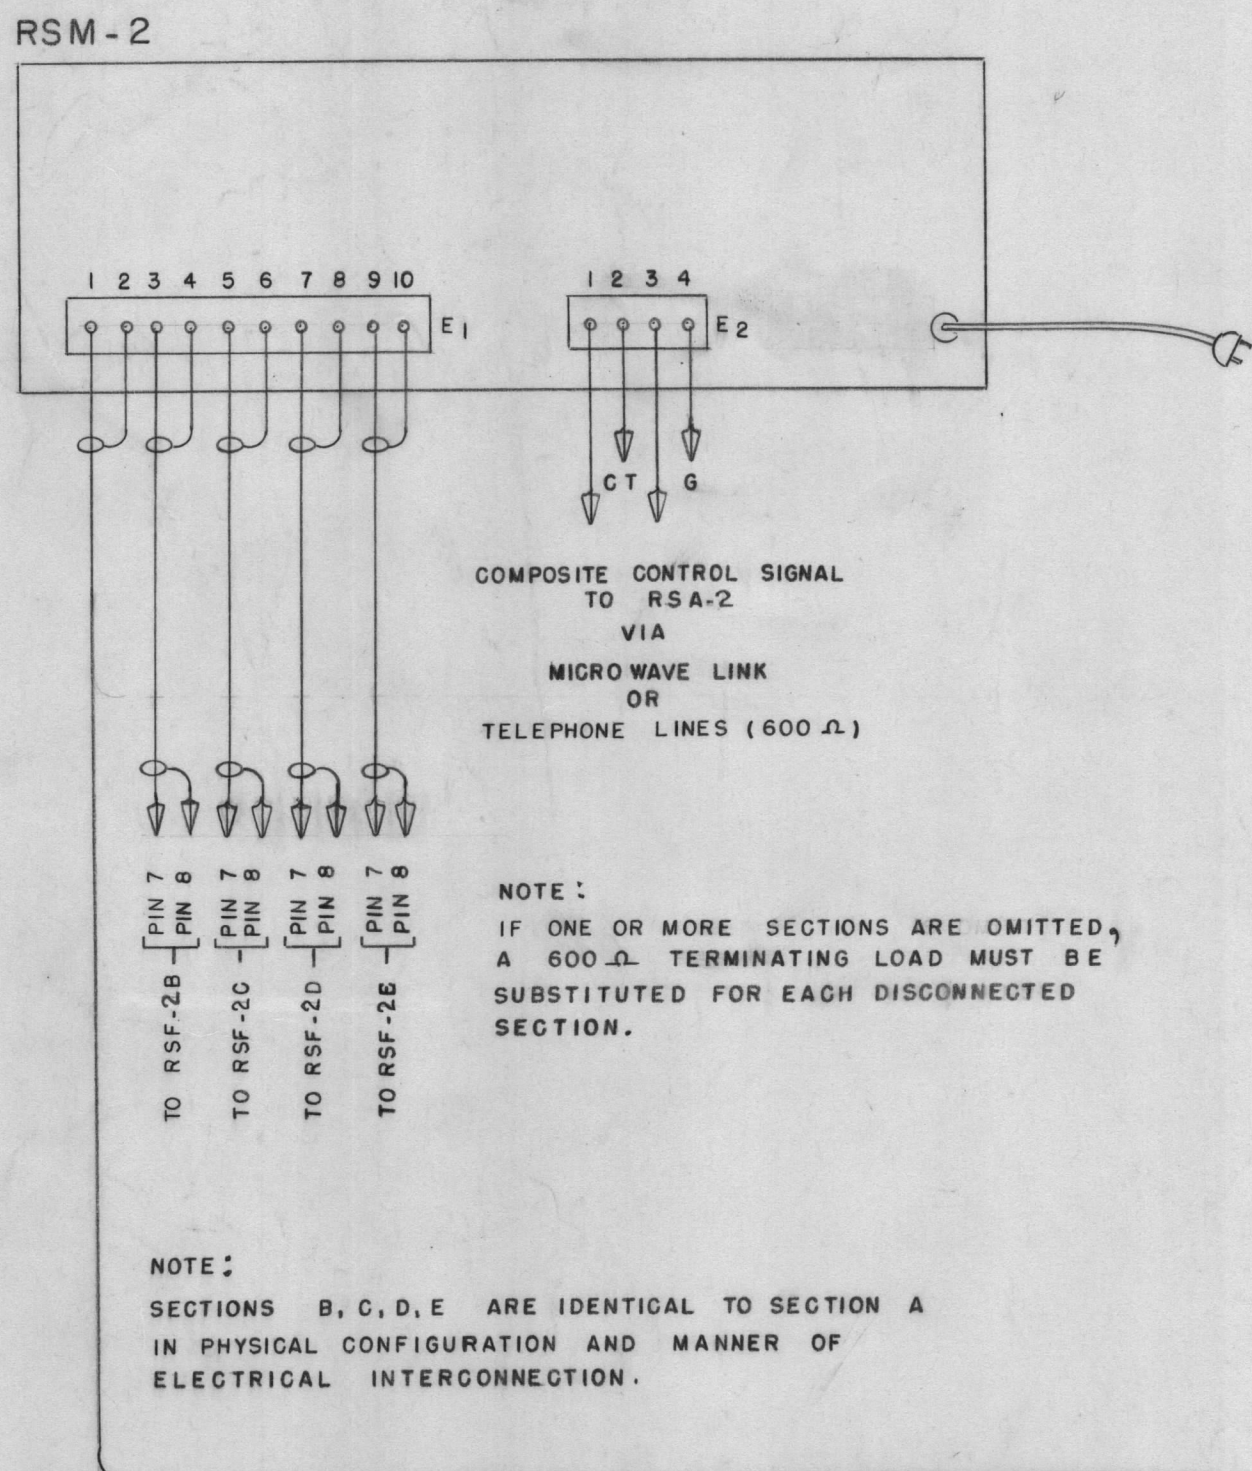 RSM-2
1 2 3 4 5 6 7 8 9 10
E1
1 2 3 4
E2
CT G
COMPOSITE CONTROL SIGNAL
TO RSA-2
VIA
MICROWAVE LINK
OR
TELEPHONE LINES (600 Ω)
PIN 7
PIN 8
TO RSF-2B
PIN 7
PIN 8
TO RSF-2C
PIN 7
PIN 8
TO RSF-2D
PIN 7
PIN 8
TO RSF-2E
NOTE:
IF ONE OR MORE SECTIONS ARE OMITTED,
A 600 Ω TERMINATING LOAD MUST BE
SUBSTITUTED FOR EACH DISCONNECTED
SECTION.
NOTE:
SECTIONS B, C, D, E ARE IDENTICAL TO SECTION A
IN PHYSICAL CONFIGURATION AND MANNER OF
ELECTRICAL INTERCONNECTION.